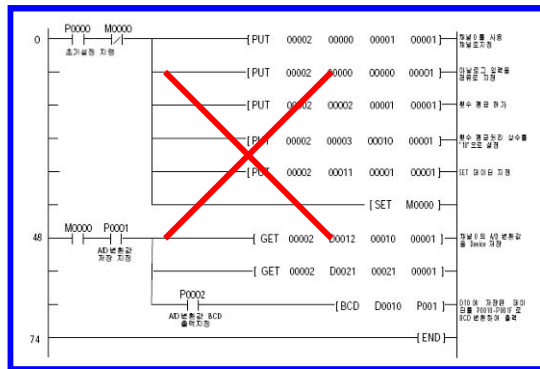 P0000 M0000
0
초기설정 지령
[PUT 00002 00000 00001 00001]
채널 0 를 사용
채널로지정
[PUT 00002 00000 00000 00001]
아날로그 입력을
전류로 지정
[PUT 00002 00002 00001 00001]
횟수 평균 허가
[PUT 00002 00003 00010 00001]
횟수 평균처리 상수를
"10"으로 설정
[PUT 00002 00011 00001 00001]
SET 데이터 지정
[SET M0000]
M0000 P0001
48
A/D 변환값
저장 지정
[GET 00002 D0012 00010 00001]
채널 0 의 A/D 변환값
을 Device 저장
[GET 00002 D0021 00021 00001]
P0002
A/D 변환값 BCD
출력지정
[BCD D0010 P001]
D10 에 저장된 데이
터를 P0010~P001F 로
BCD 변환하여 출력
74
[END]